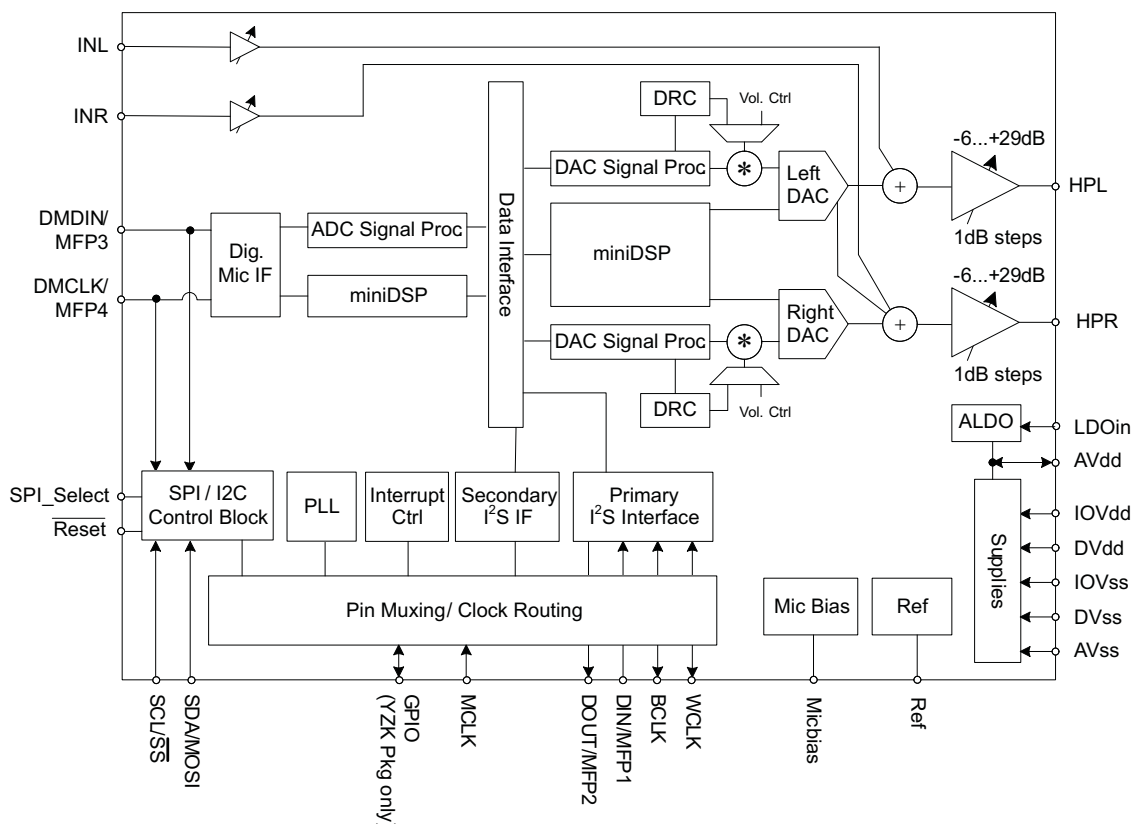 INL
INR
DRC
Vol. Ctrl
-6...+29dB
DAC Signal Proc.
*
Left
DAC
+
HPL
1dB steps
DMDIN/
MFP3
DMCLK/
MFP4
Dig.
Mic IF
ADC Signal Proc.
miniDSP
Data Interface
miniDSP
-6...+29dB
DAC Signal Proc.
*
Right
DAC
+
HPR
1dB steps
DRC
Vol. Ctrl
ALDO
LDOin
AVdd
SPI_Select
Reset
SPI / I2C
Control Block
PLL
Interrupt
Ctrl
Secondary
I²S IF
Primary
I²S Interface
Supplies
IOVdd
DVdd
IOVss
DVss
AVss
Pin Muxing/ Clock Routing
Mic Bias
Ref
SCL/SS
SDA/MOSI
GPIO
(YZK Pkg only)
MCLK
DOUT/MFP2
DIN/MFP1
BCLK
WCLK
Micbias
Ref